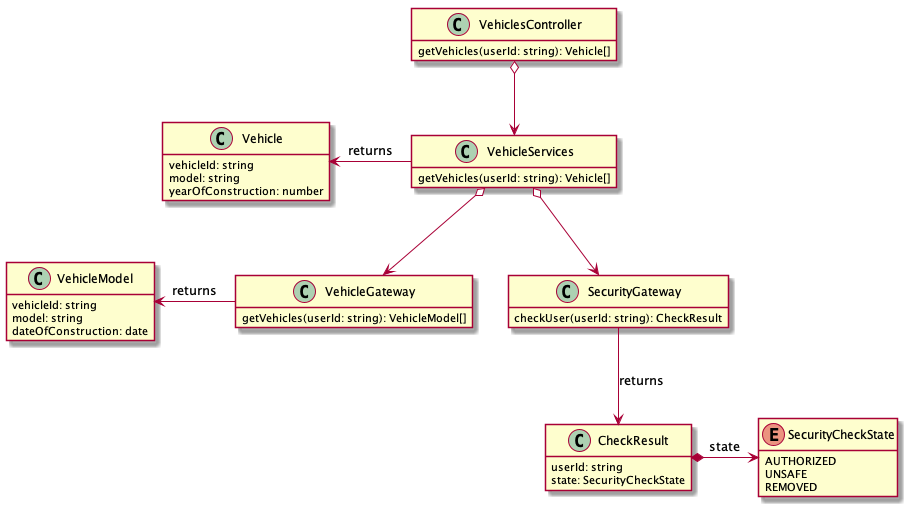 C VehiclesController
getVehicles(userId: string): Vehicle[]
C Vehicle
vehicleId: string
model: string
yearOfConstruction: number
returns
C VehicleServices
getVehicles(userId: string): Vehicle[]
C VehicleModel
vehicleId: string
model: string
dateOfConstruction: date
returns
C VehicleGateway
getVehicles(userId: string): VehicleModel[]
C SecurityGateway
checkUser(userId: string): CheckResult
returns
C CheckResult
userId: string
state: SecurityCheckState
state
E SecurityCheckState
AUTHORIZED
UNSAFE
REMOVED